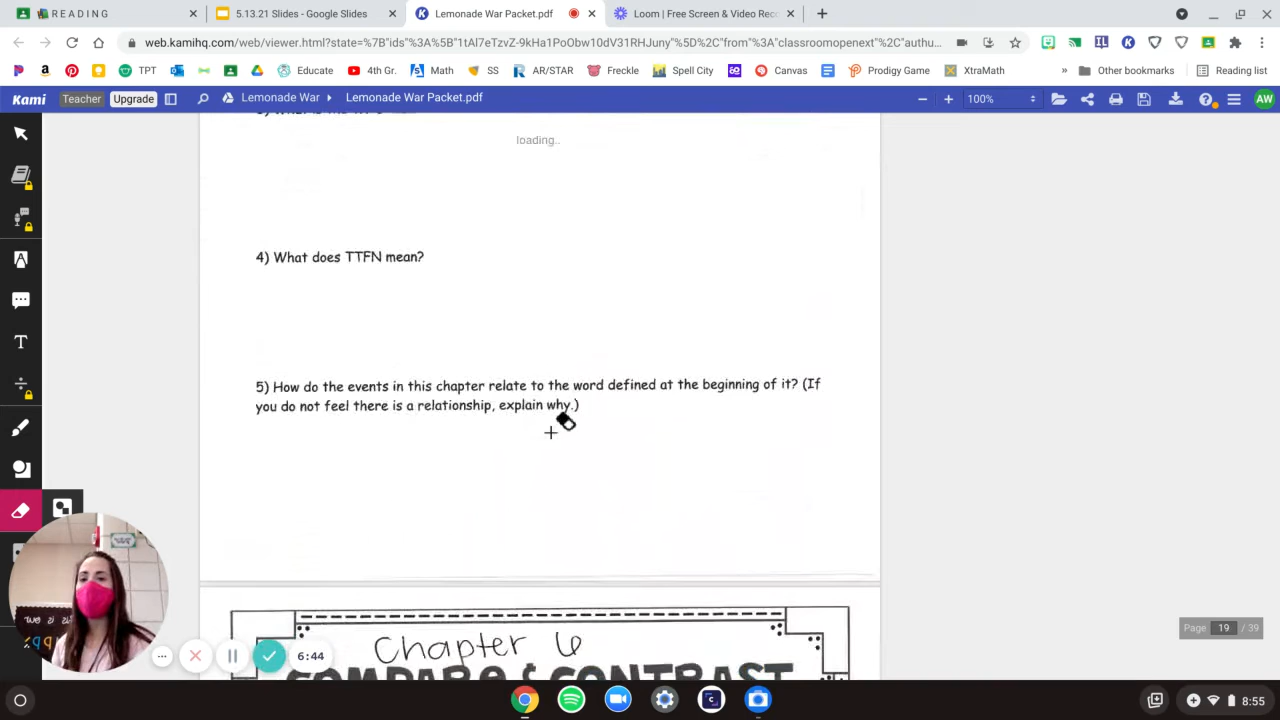 READING
5.13.21 Slides - Google Slides
Lemonade War Packet.pdf
Loom | Free Screen & Video Rec
web.kamihq.com/web/viewer.html?state=%7B"ids"%3A%5B"1tAl7eTzvZ-9kHa1PoObw10dV31RHJuny"%5D%2C"from"%3A"classroomopenext"%2C"authu...
TPT
Educate
4th Gr.
Math
SS
AR/STAR
Freckle
Spell City
Canvas
Prodigy Game
XtraMath
»
Other bookmarks
Reading list
Kami
Teacher
Upgrade
Lemonade War
Lemonade War Packet.pdf
100%
AW
loading..
4) What does TTFN mean?
5) How do the events in this chapter relate to the word defined at the beginning of it? (If
you do not feel there is a relationship, explain why.)
Page 19 / 39
Chapter 6
COMPARE & CONTRAST
6:44
8:55